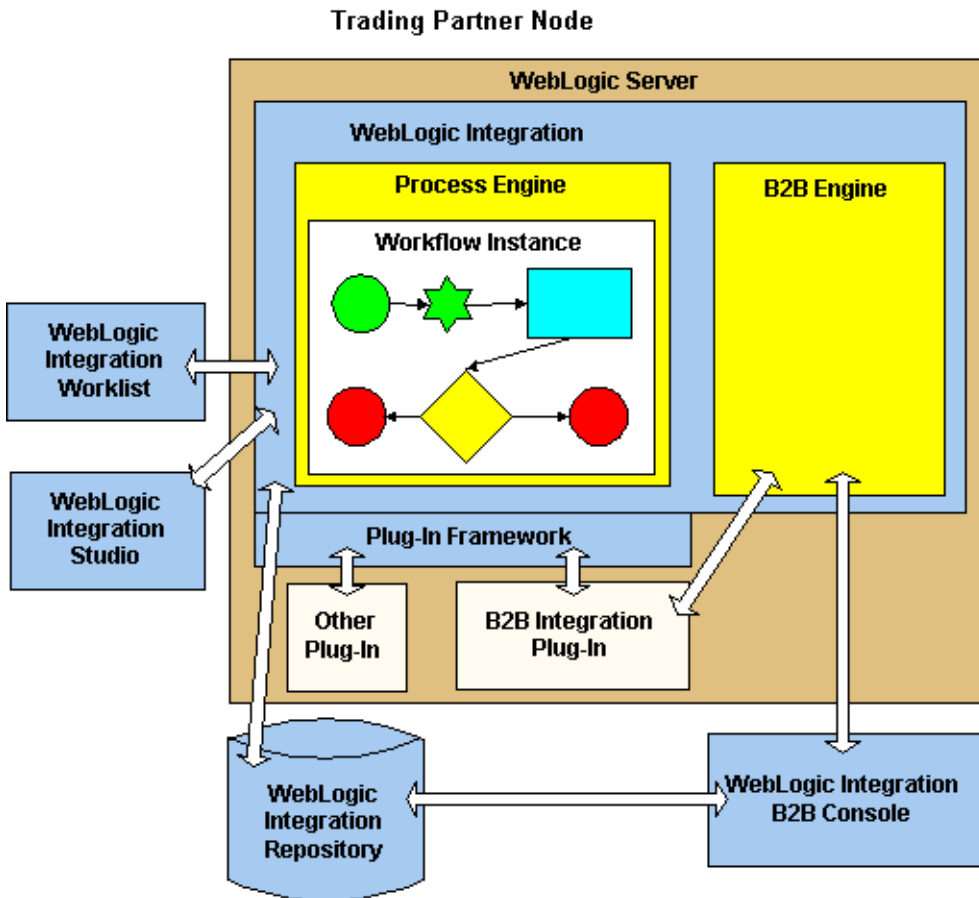 Trading Partner Node
WebLogic Server
WebLogic Integration
Process Engine
B2B Engine
Workflow Instance
WebLogic
Integration
Worklist
WebLogic
Integration
Studio
Plug-In Framework
Other
Plug-In
B2B Integration
Plug-In
WebLogic
Integration
Repository
WebLogic Integration
B2B Console